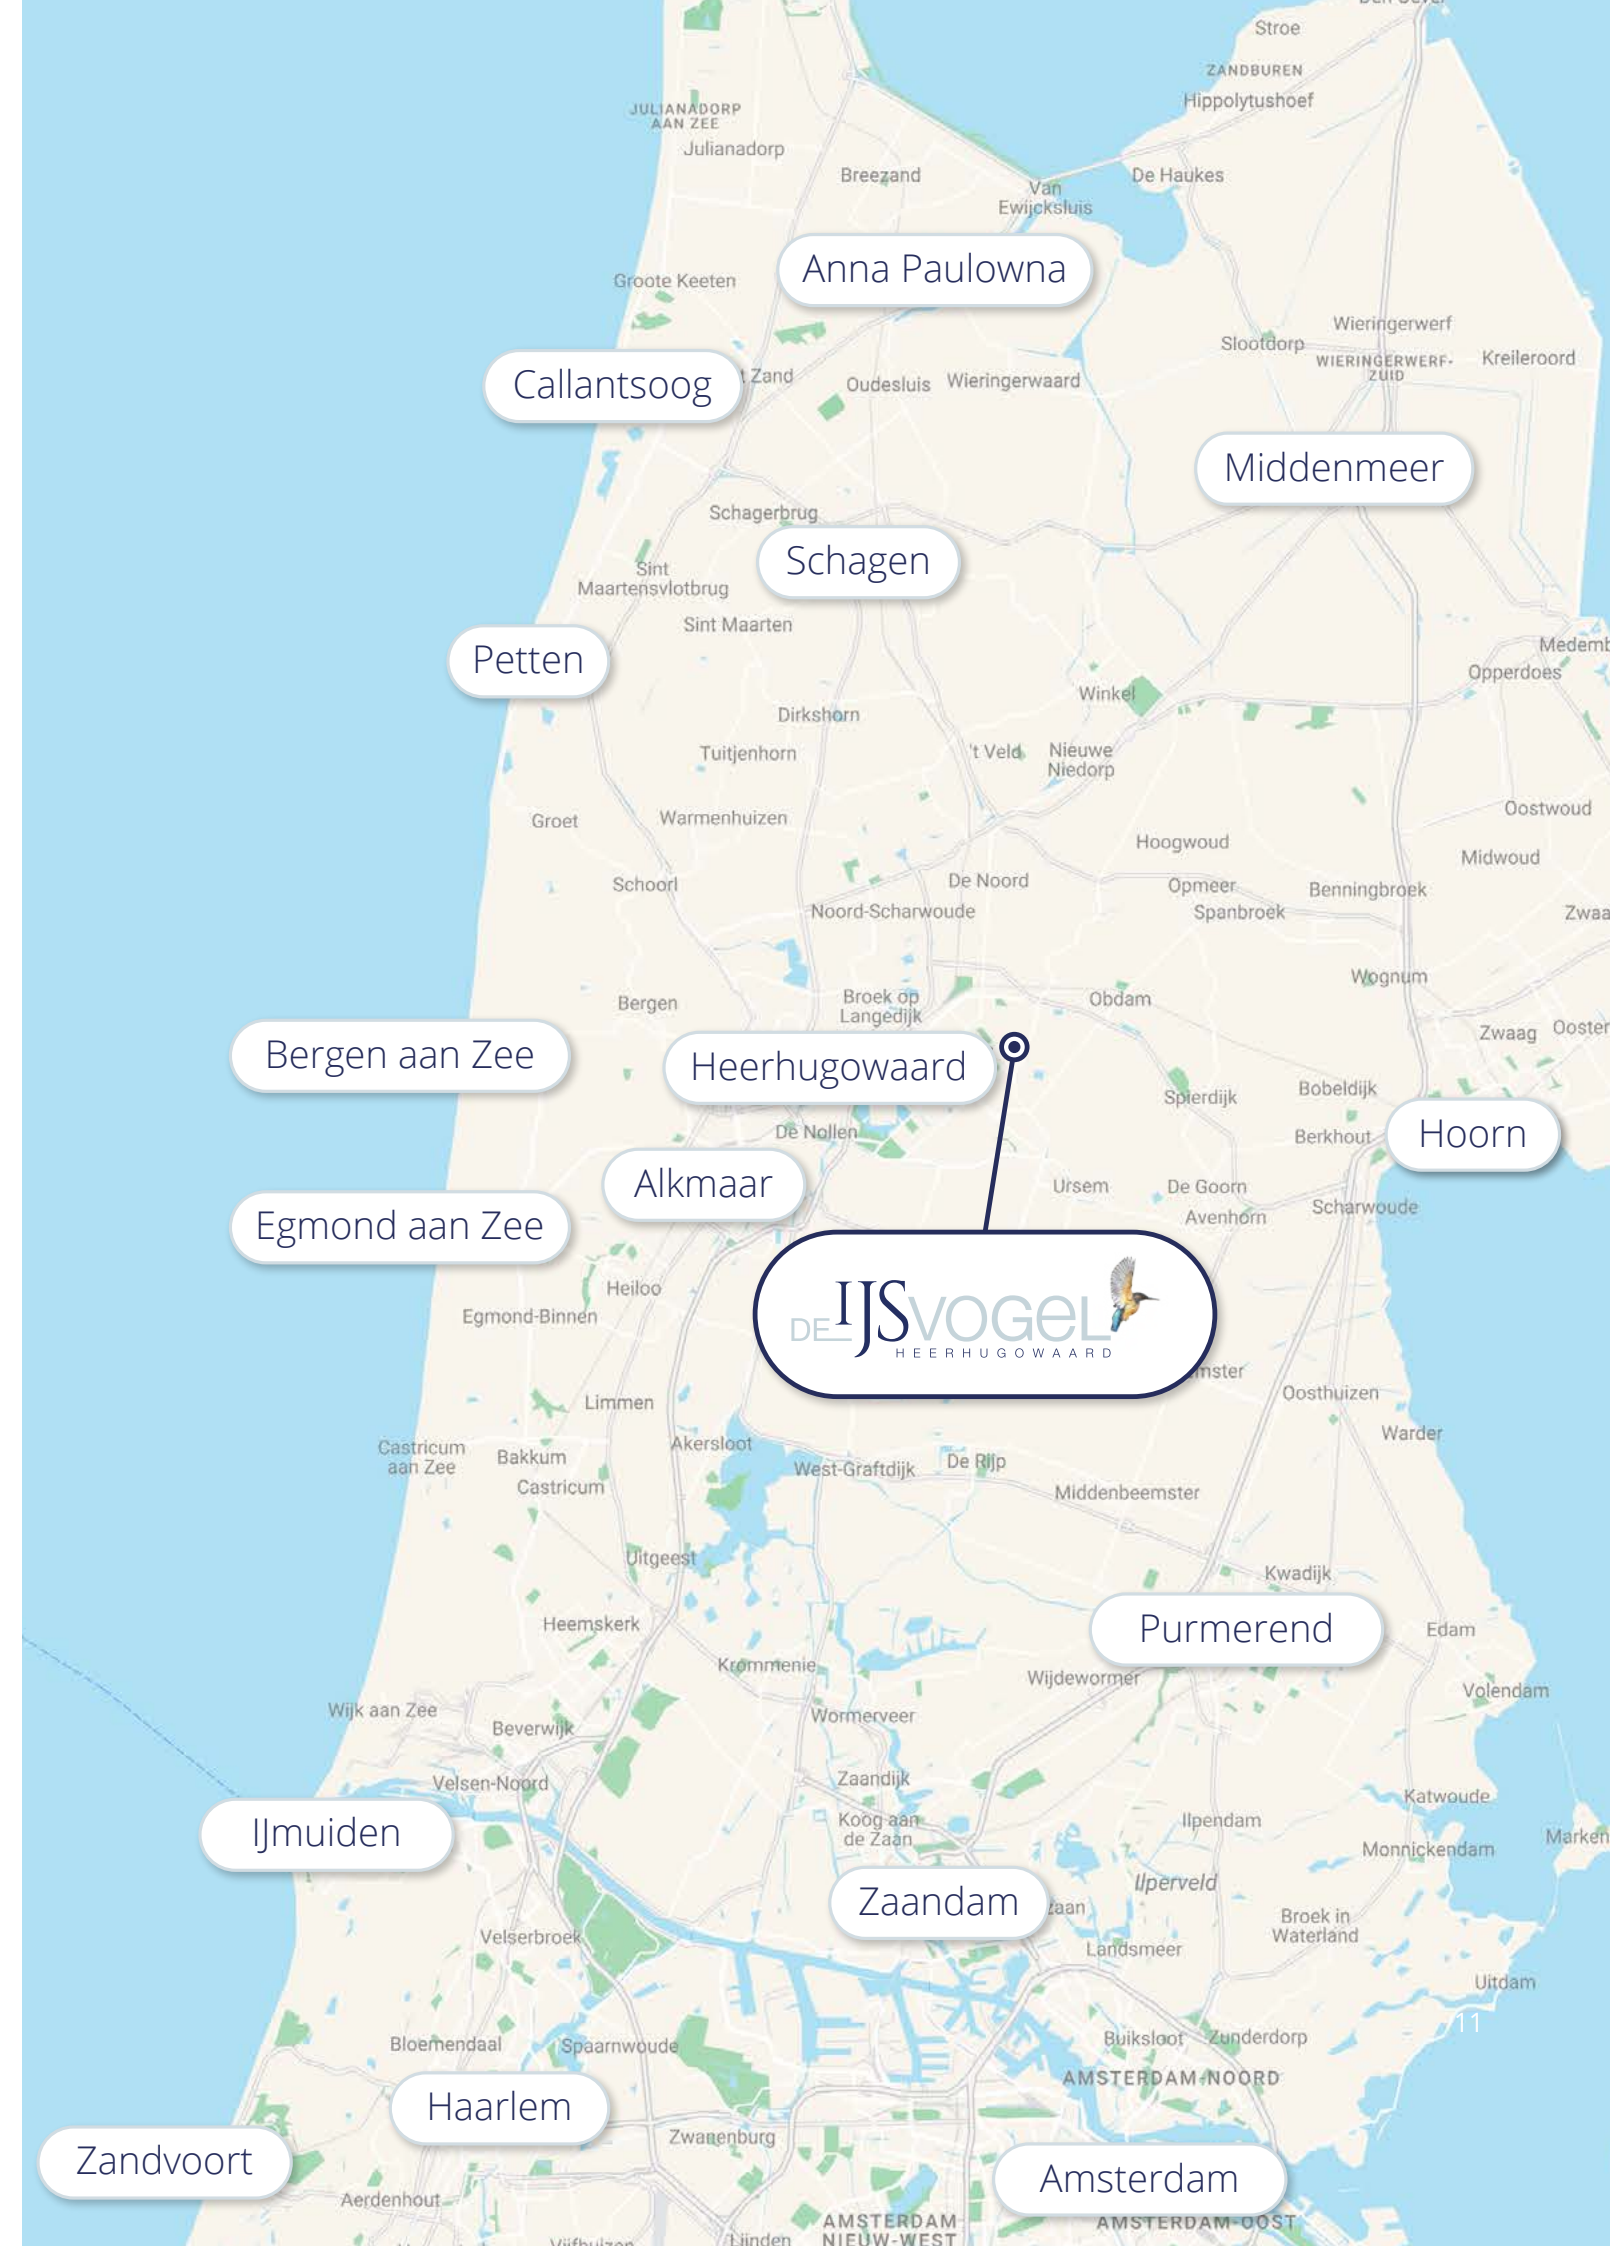 Stroe
ZANDBUREN
Hippolytushoef
JULIANADORP
AAN ZEE
Julianadorp
Breezand
De Haukes
Van
Ewijcksluis
Anna Paulowna
Groote Keeten
Wieringerwerf
Slootdorp
WIERINGERWERF-
ZUID
Kreileroord
Callantsoog
Zand
Oudesluis
Wieringerwaard
Middenmeer
Schagerbrug
Schagen
Sint
Maartensvlotbrug
Sint Maarten
Petten
Medemb
Opperdoes
Winkel
Dirkshorn
Tuitjenhorn
't Veld
Nieuwe
Niedorp
Groet
Warmenhuizen
Oostwoud
Hoogwoud
Midwoud
Schoorl
De Noord
Opmeer
Benningbroek
Noord-Scharwoude
Spanbroek
Zwaa
Wognum
Bergen
Broek op
Langedijk
Obdam
Zwaag
Ooster
Bergen aan Zee
Heerhugowaard
Spierdijk
Bobeldijk
De Nollen
Berkhout
Hoorn
Alkmaar
Ursem
De Goorn
Avenhorn
Scharwoude
Egmond aan Zee
Heiloo
Egmond-Binnen
DE IJSVOGEL
HEERHUGOWAARD
mster
Limmen
Oosthuizen
Warder
Castricum
aan Zee
Bakkum
Castricum
Akersloot
West-Graftdijk
De Rijp
Middenbeemster
Uitgeest
Kwadijk
Heemskerk
Purmerend
Edam
Krommenie
Wijdewormer
Volendam
Wijk aan Zee
Beverwijk
Wormerveer
Velsen-Noord
Zaandijk
Katwoude
IJmuiden
Koog aan
de Zaan
Ilpendam
Monnickendam
Marken
Zaandam
zaan
Ilperveld
Broek in
Waterland
Velserbroek
Landsmeer
Uitdam
11
Bloemendaal
Spaarnwoude
Buiksloot
Zunderdorp
AMSTERDAM-NOORD
Haarlem
Zwanenburg
Zandvoort
Amsterdam
Aerdenhout
AMSTERDAM
NIEUW-WEST
AMSTERDAM-OOST
Lijnden